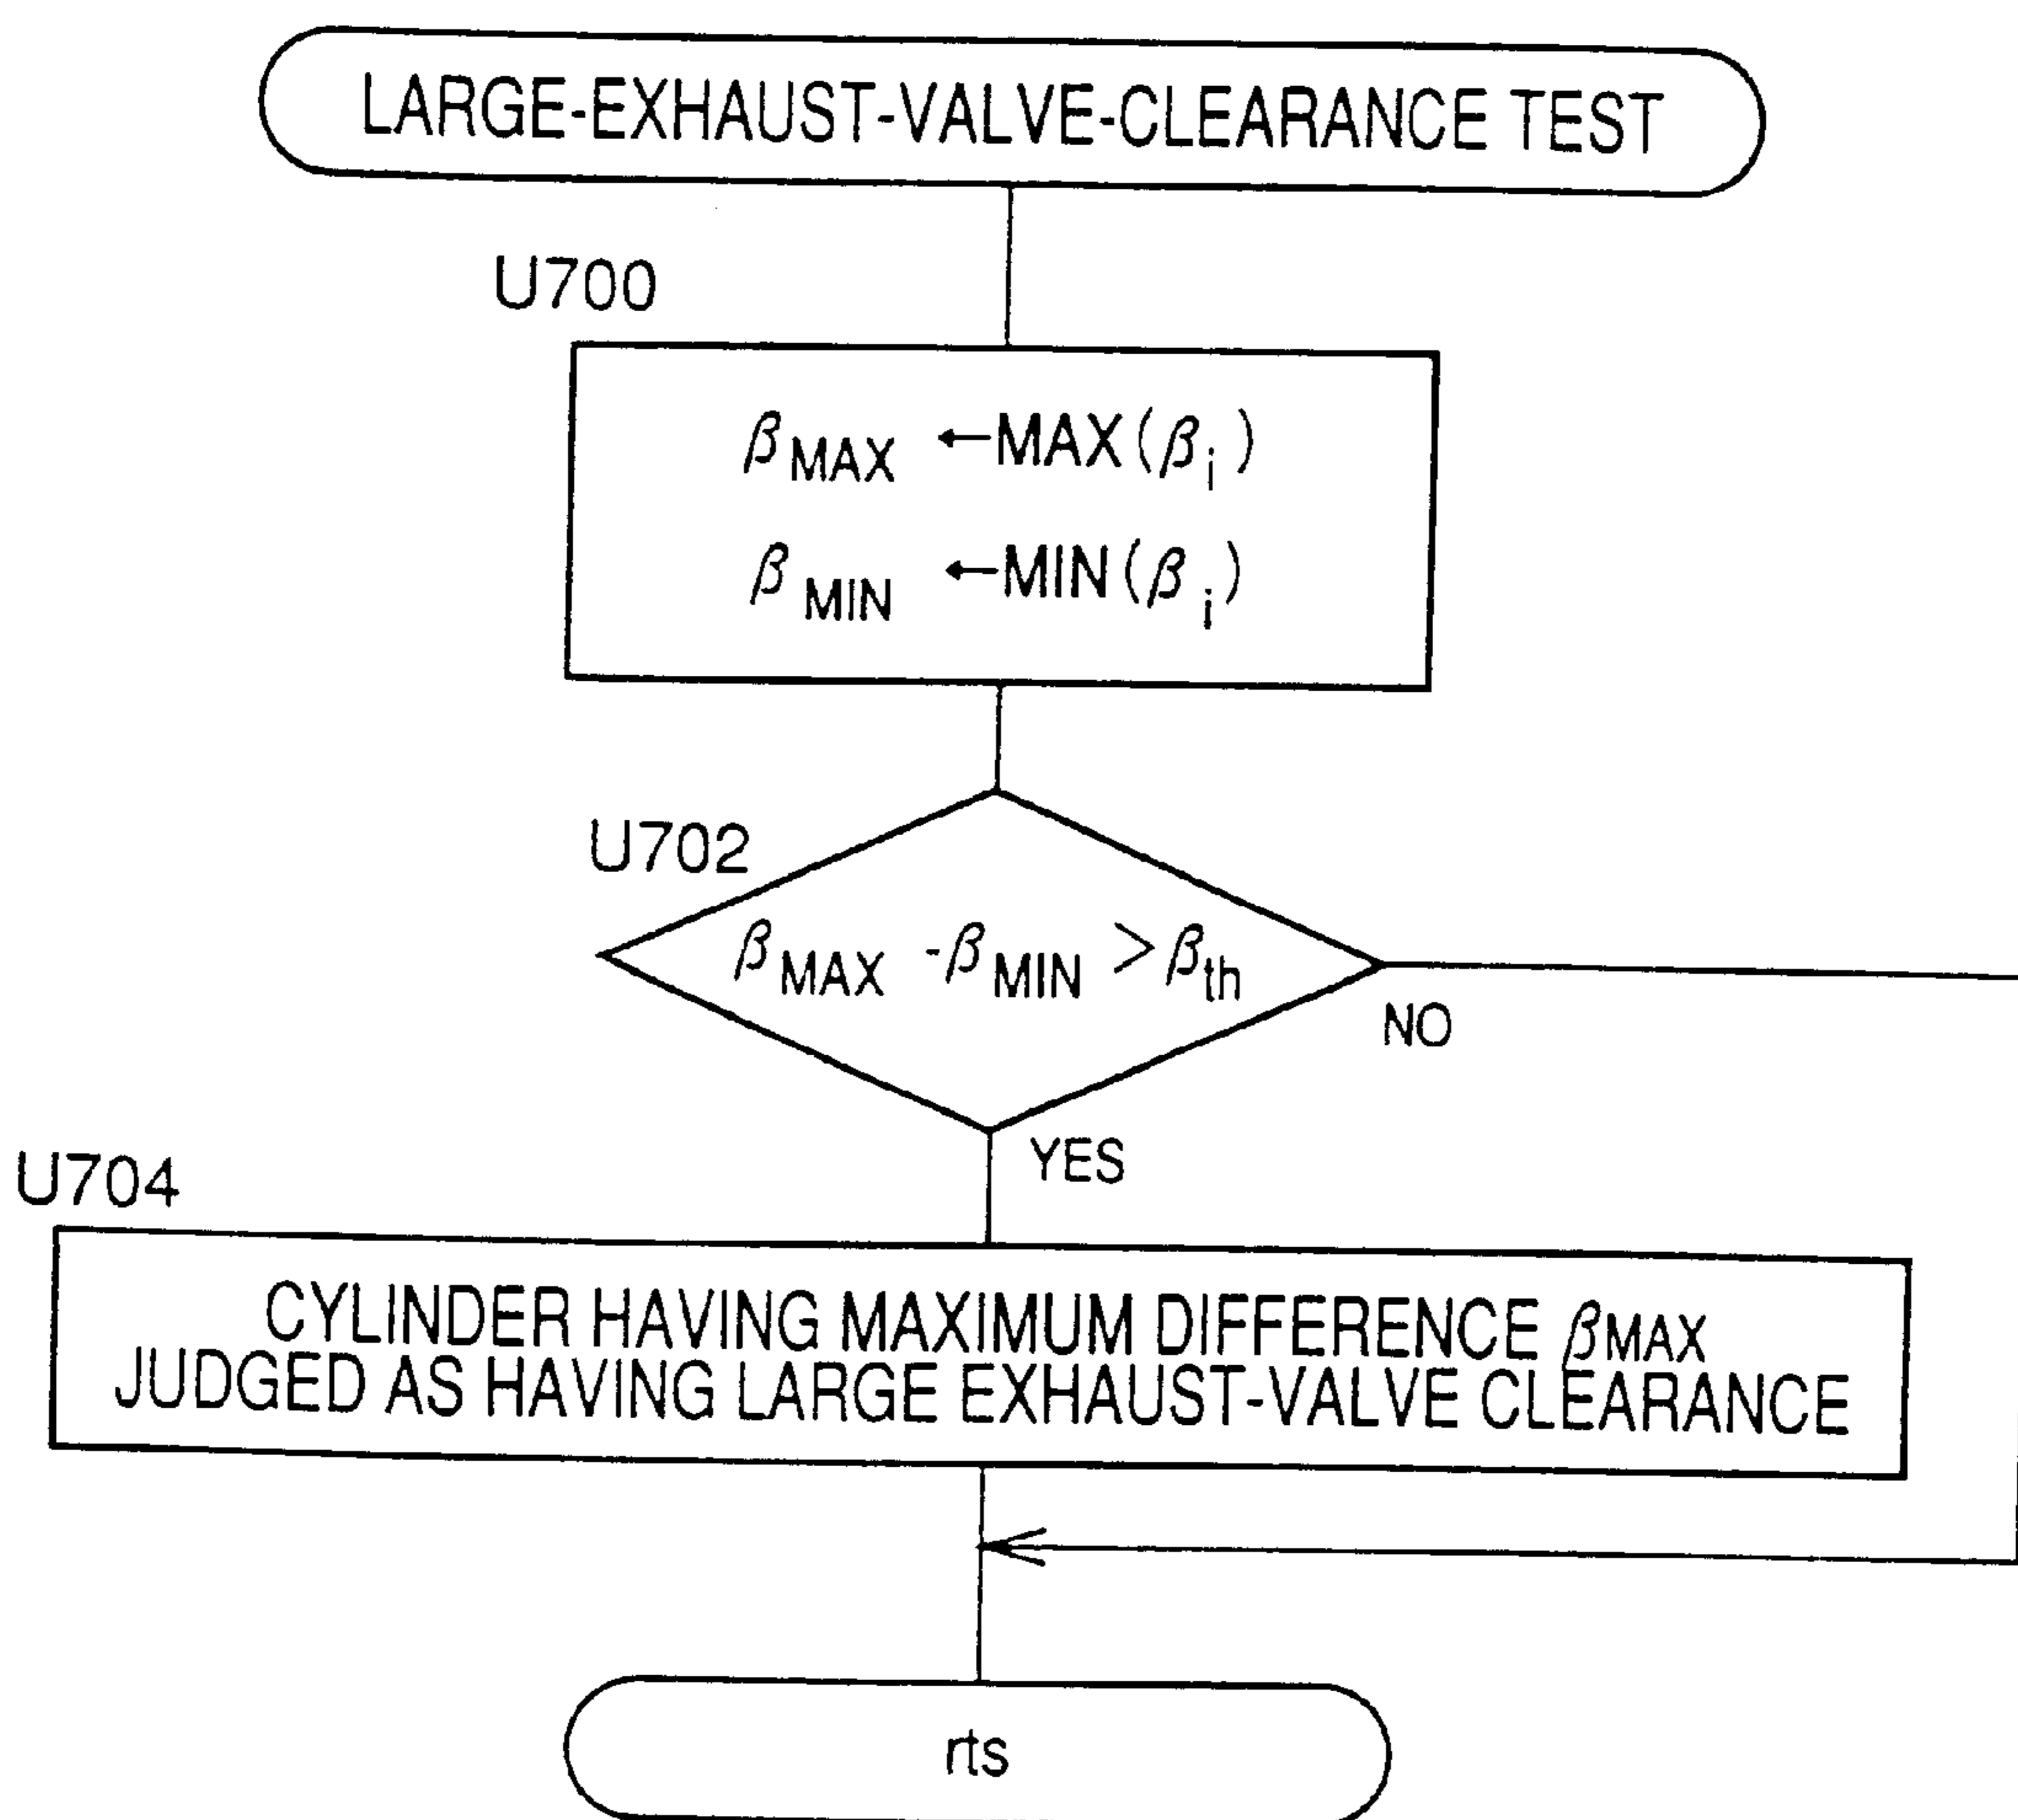 LARGE-EXHAUST-VALVE-CLEARANCE TEST
U700
βMAX ←MAX(βi)
βMIN ←MIN(βi)
U702
βMAX -βMIN >βth
NO
YES
U704
CYLINDER HAVING MAXIMUM DIFFERENCE βMAX
JUDGED AS HAVING LARGE EXHAUST-VALVE CLEARANCE
rts